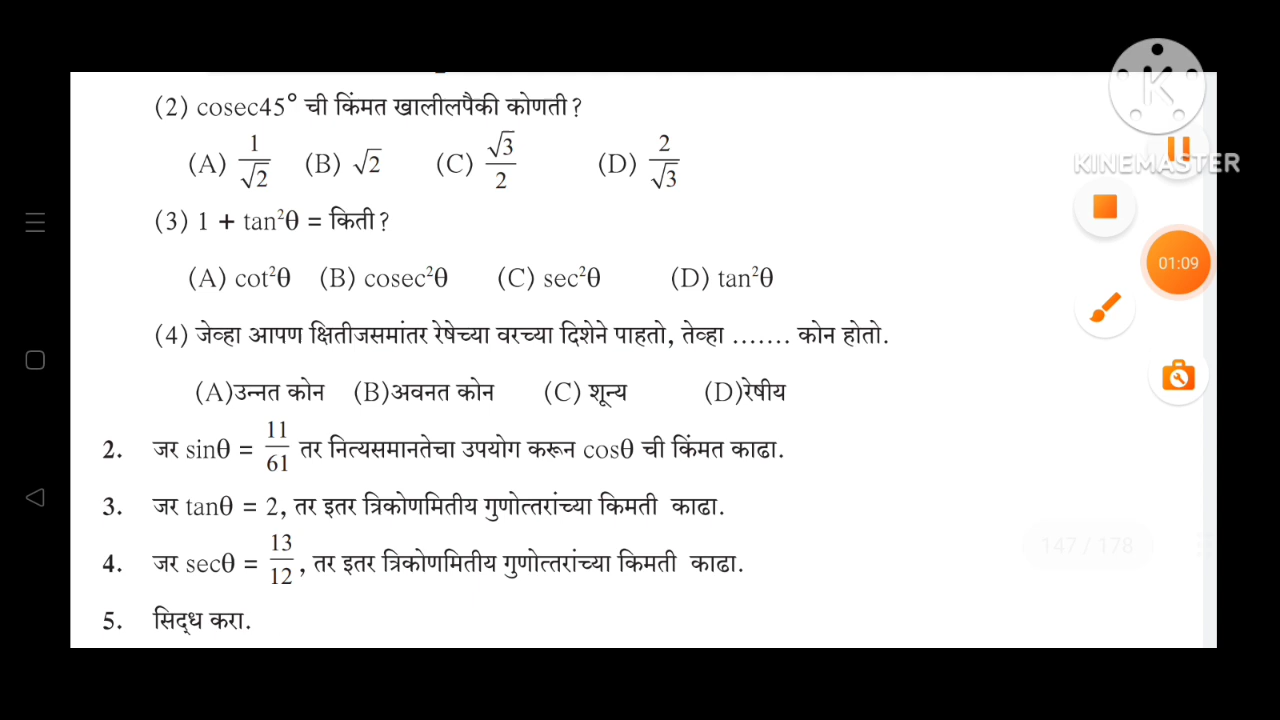 (2) cosec45° ची किंमत खालीलपैकी कोणती?
(A) 1/√2 (B) √2 (C) √3/2 (D) 2/√3
KINEMASTER
(3) 1 + tan²θ = किती?
01:09
(A) cot²θ (B) cosec²θ (C) sec²θ (D) tan²θ
(4) जेव्हा आपण क्षितीजसमांतर रेषेच्या वरच्या दिशेने पाहतो, तेव्हा ....... कोन होतो.
(A)उन्नत कोन (B)अवनत कोन (C) शून्य (D)रेषीय
2. जर sinθ = 11/61 तर नित्यसमानतेचा उपयोग करून cosθ ची किंमत काढा.
3. जर tanθ = 2, तर इतर त्रिकोणमितीय गुणोत्तरांच्या किमती काढा.
147 / 178
4. जर secθ = 13/12, तर इतर त्रिकोणमितीय गुणोत्तरांच्या किमती काढा.
5. सिद्ध करा.